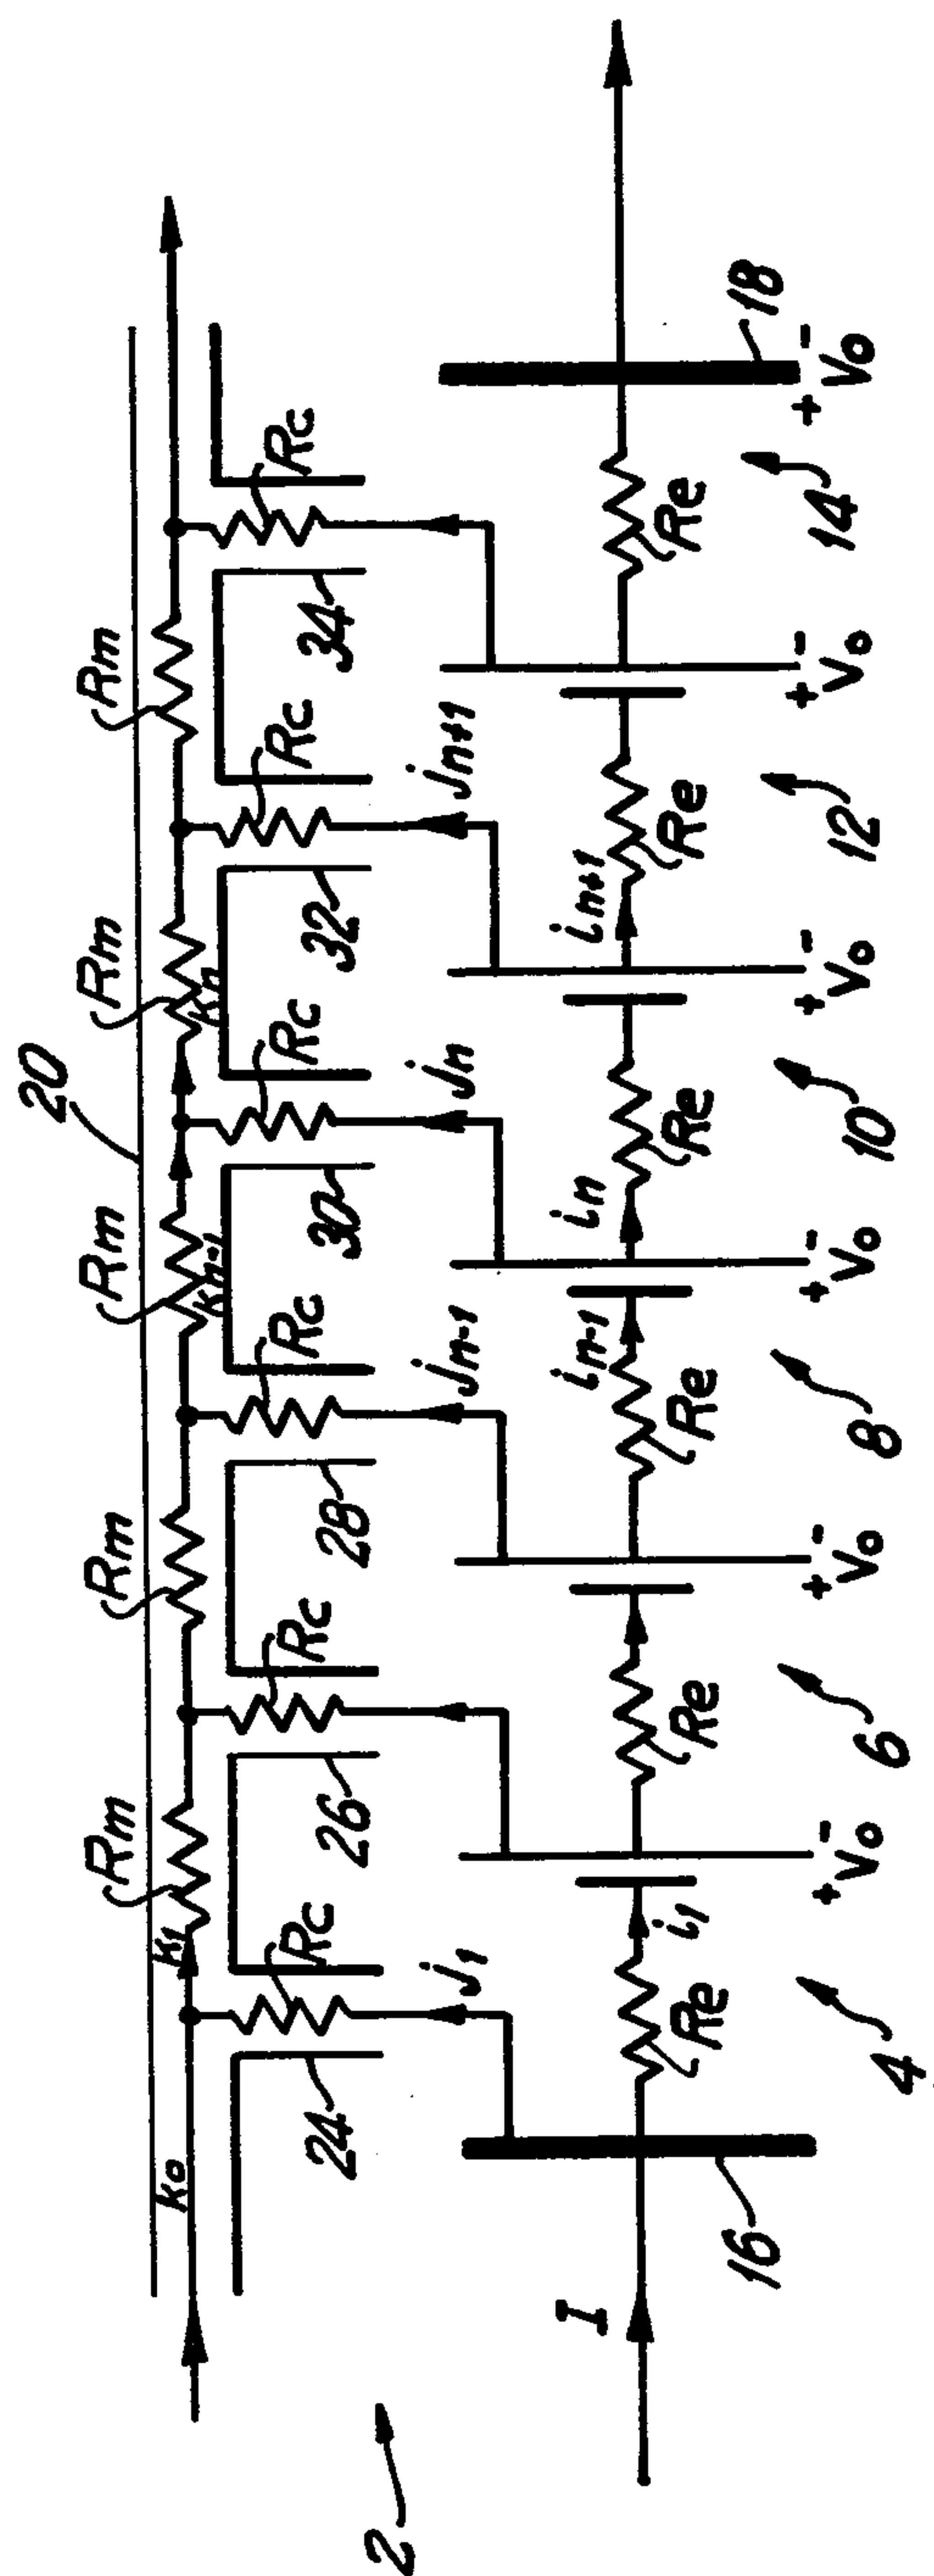 20
Rm Rm Rm Rm Rm
ko k1 kn-1 kn
Rc Rc Rc Rc Rc Rc
24 26 28 30 32 34
j1 jn-1 jn jn+1
I i1 in-1 in in+1
Re Re Re Re Re Re
16 18
+ Vo - + Vo - + Vo - + Vo - + Vo - + Vo -
2 4 6 8 10 12 14